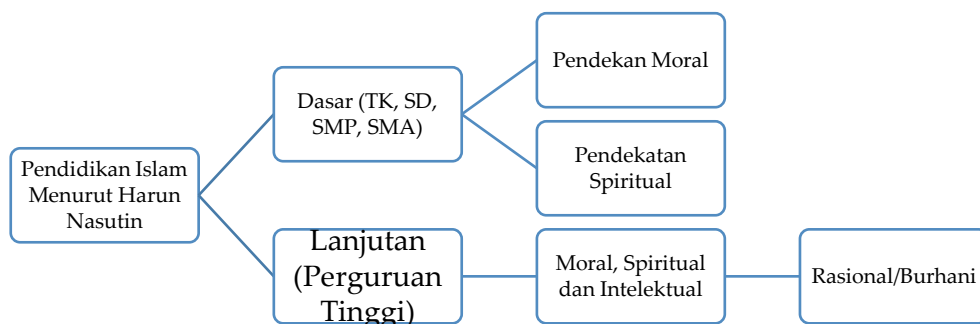 Pendidikan Islam
Menurut Harun
Nasutin
Dasar (TK, SD,
SMP, SMA)
Pendekan Moral
Pendekatan
Spiritual
Lanjutan
(Perguruan
Tinggi)
Moral, Spiritual
dan Intelektual
Rasional/Burhani